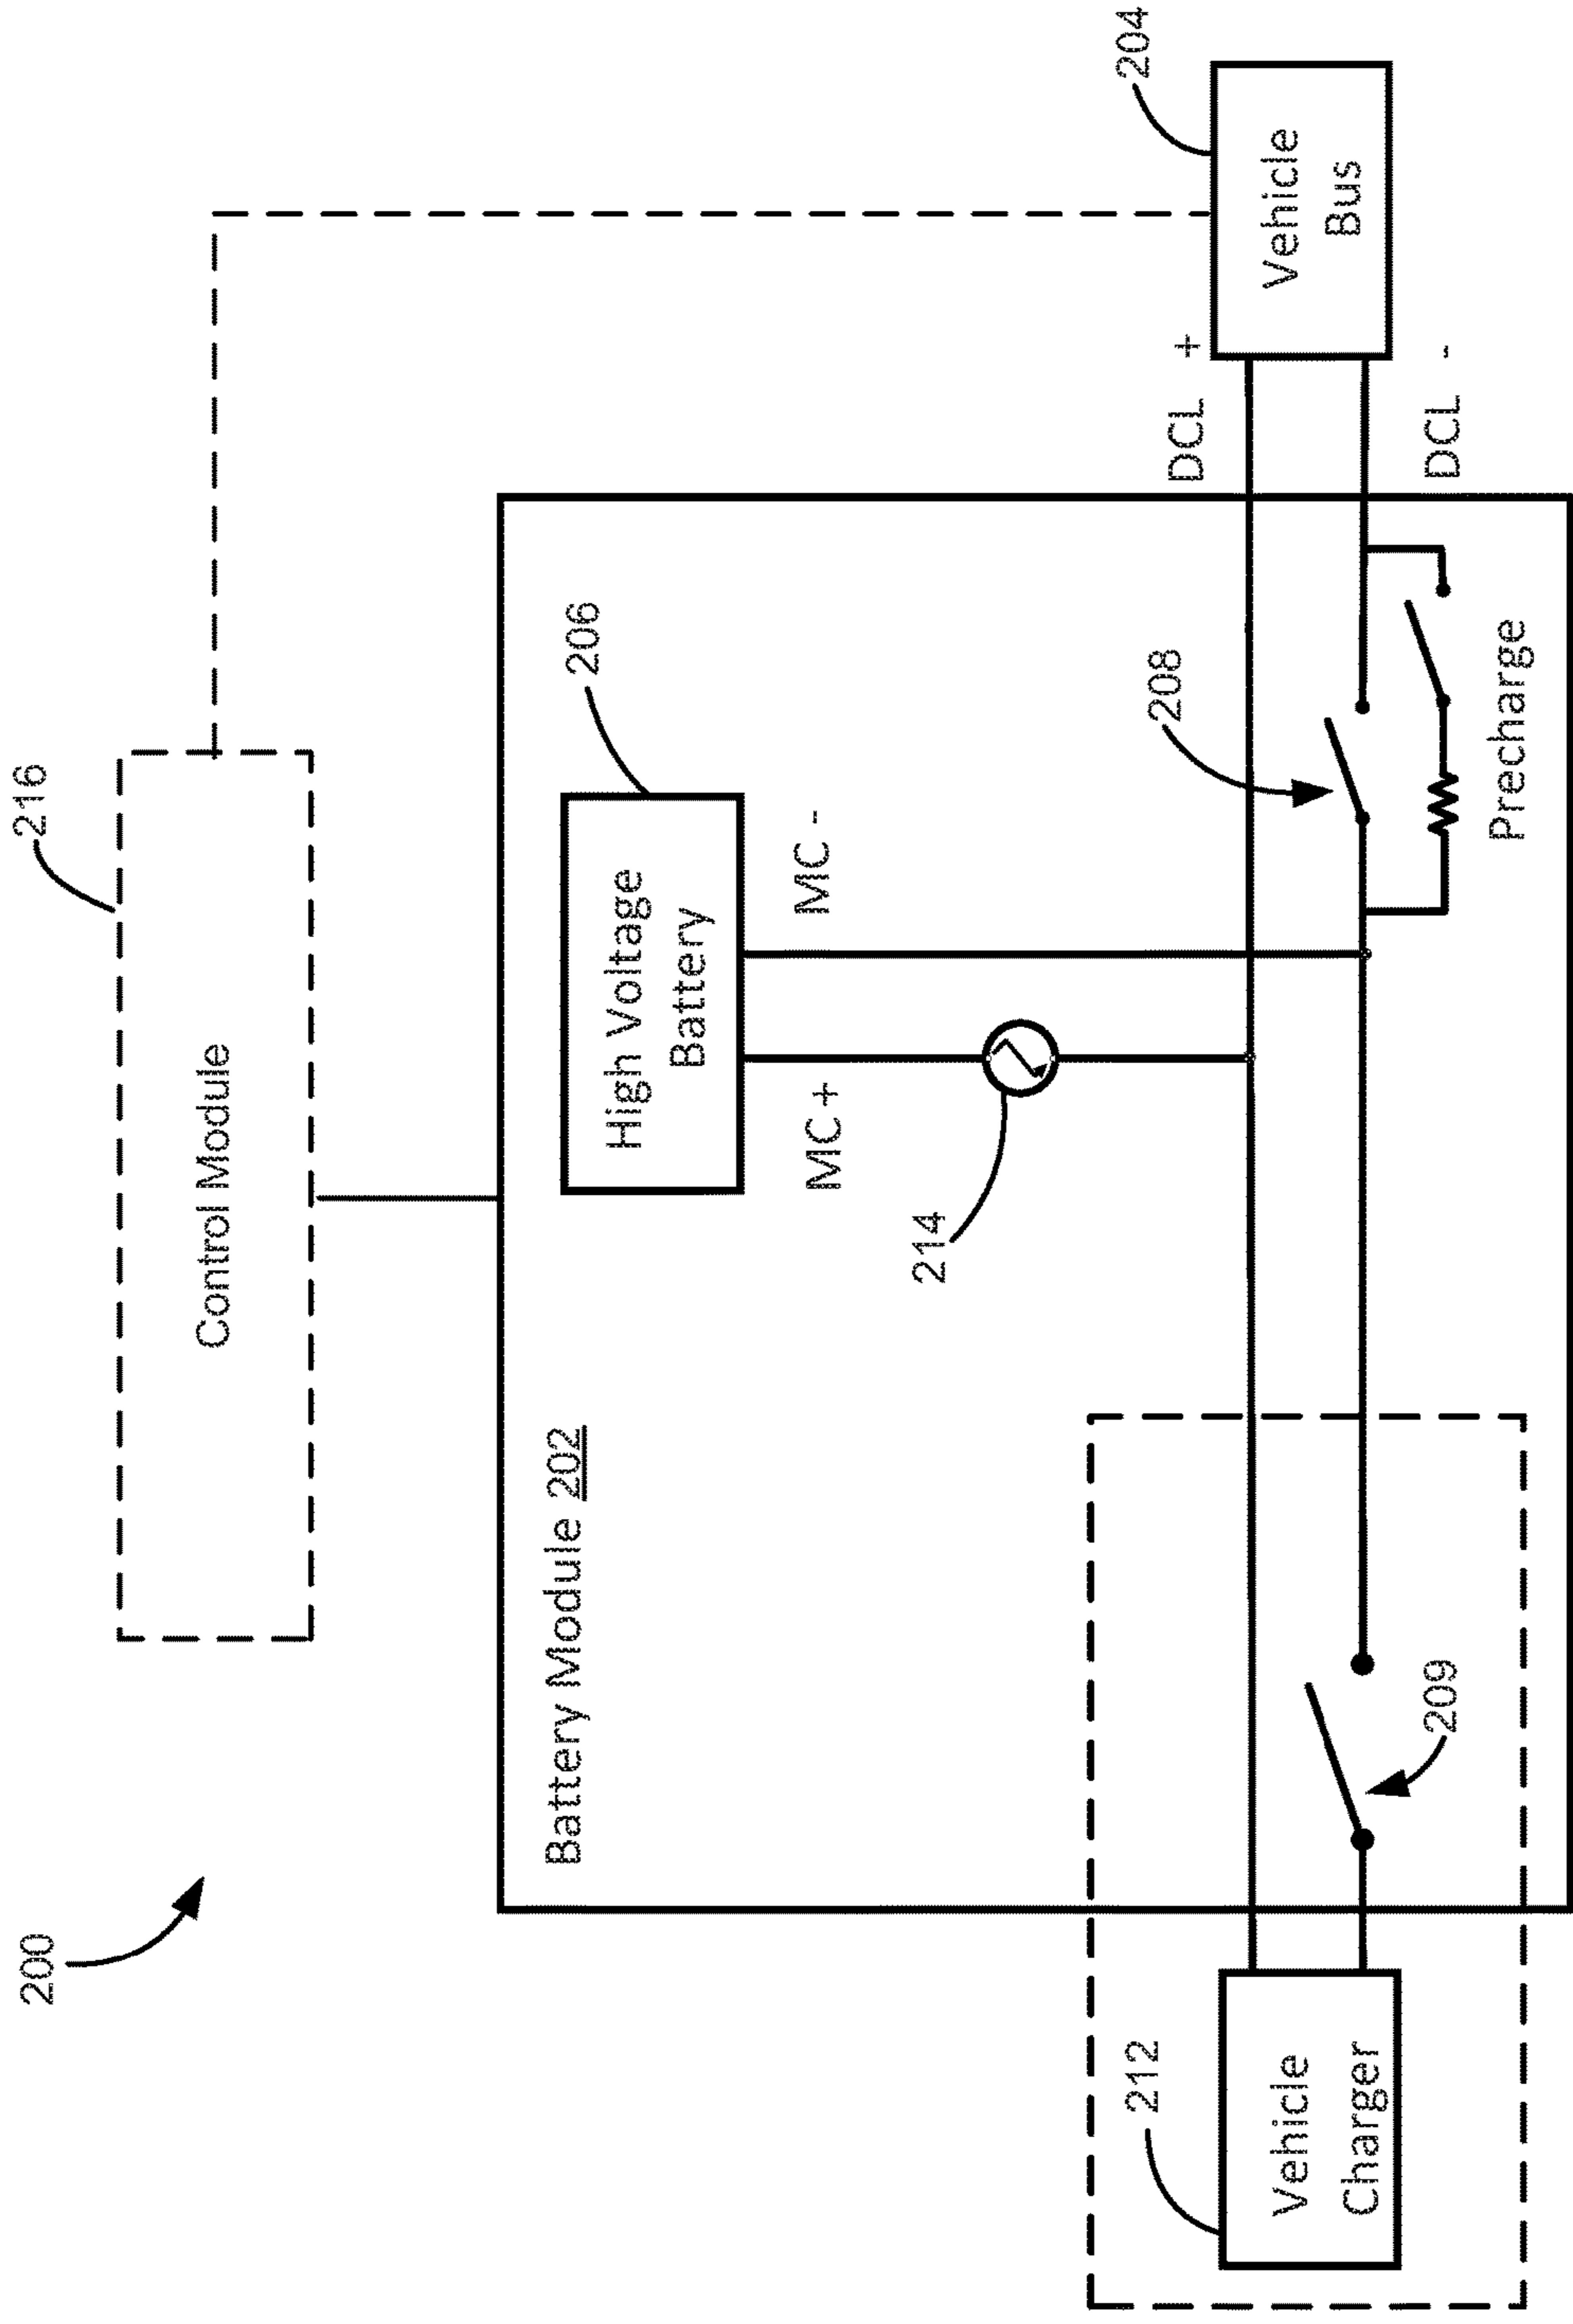 200
216
Control Module
Battery Module 202
High Voltage
Battery
206
MC +
MC -
214
208
204
Vehicle
Bus
DCL +
DCL -
Precharge
212
Vehicle
Charger
209